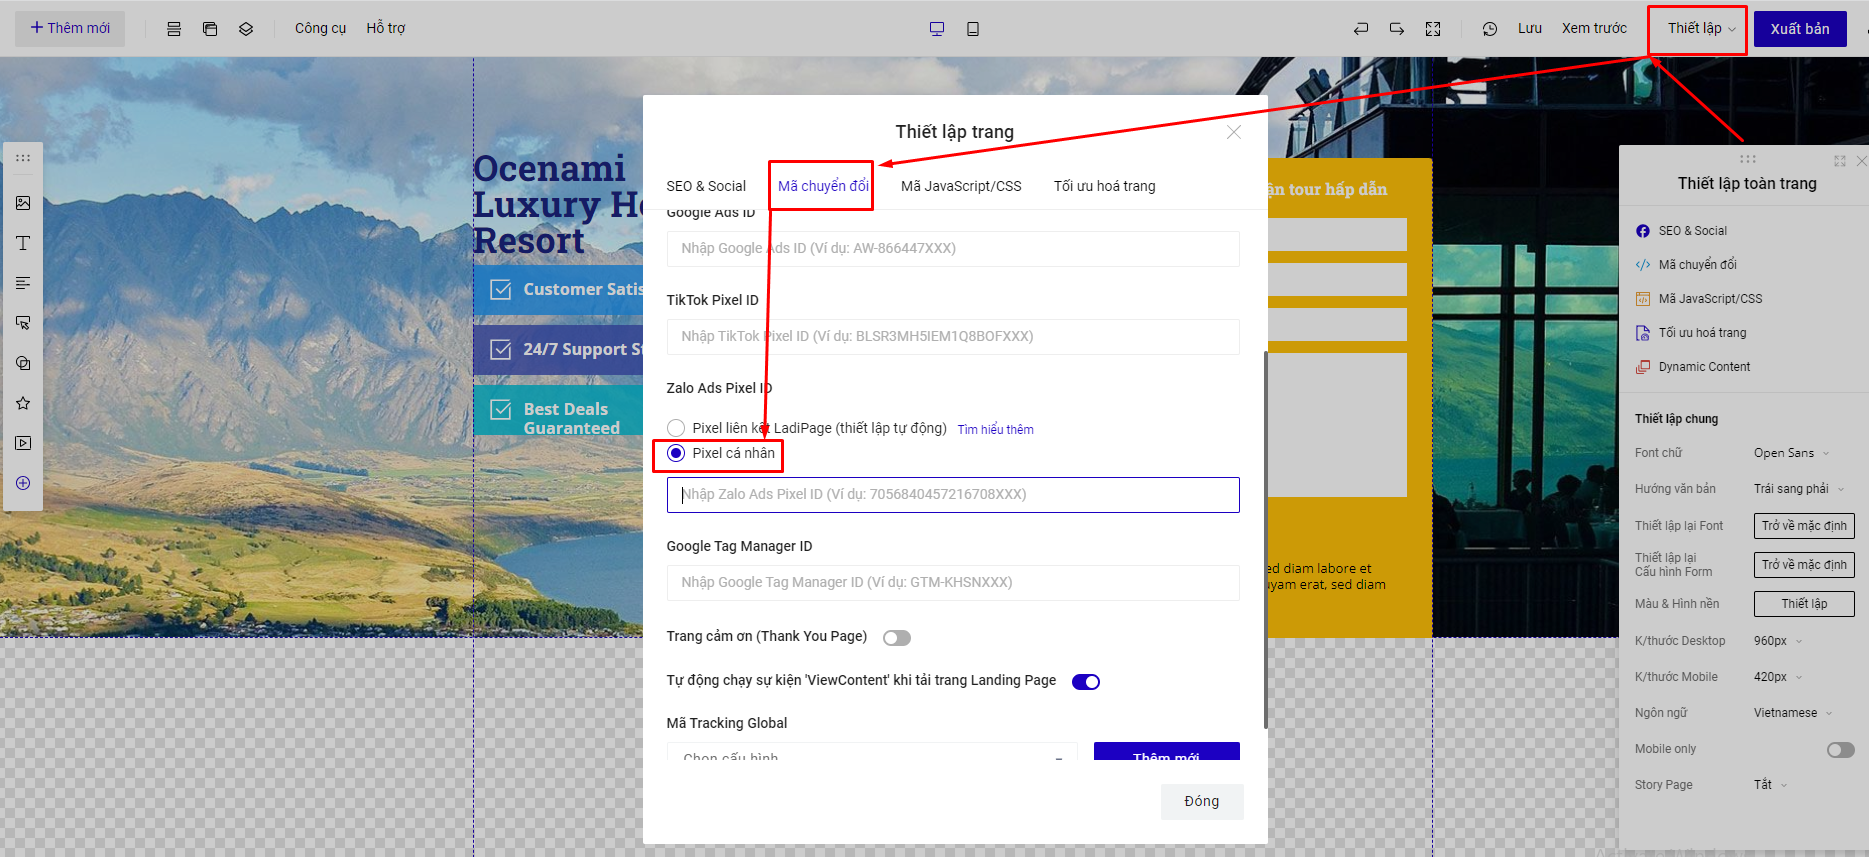 Thêm mới
Công cụ
Hỗ trợ
Lưu
Xem trước
Thiết lập
Xuất bản
Ocenami
Luxury Ho
Resort
Customer Satis
24/7 Support St
Best Deals
Guaranteed
Thiết lập trang
SEO & Social
Mã chuyển đổi
Mã JavaScript/CSS
Tối ưu hoá trang
Google Ads ID
Nhập Google Ads ID (Ví dụ: AW-866447XXX)
TikTok Pixel ID
Nhập TikTok Pixel ID (Ví dụ: BLSR3MH5IEM1Q8BOFXXX)
Zalo Ads Pixel ID
Pixel liên kết LadiPage (thiết lập tự động) Tìm hiểu thêm
Pixel cá nhân
Nhập Zalo Ads Pixel ID (Ví dụ: 7056840457216708XXX)
Google Tag Manager ID
Nhập Google Tag Manager ID (Ví dụ: GTM-KHSNXXX)
Trang cảm ơn (Thank You Page)
Tự động chạy sự kiện 'ViewContent' khi tải trang Landing Page
Mã Tracking Global
Chọn cấu hình
Thêm mới
Đóng
ận tour hấp dẫn
ed diam labore et
uyam erat, sed diam
Thiết lập toàn trang
SEO & Social
Mã chuyển đổi
Mã JavaScript/CSS
Tối ưu hoá trang
Dynamic Content
Thiết lập chung
Font chữ Open Sans
Hướng văn bản Trái sang phải
Thiết lập lại Font Trở về mặc định
Thiết lập lại
Cấu hình Form Trở về mặc định
Màu & Hình nền Thiết lập
K/thước Desktop 960px
K/thước Mobile 420px
Ngôn ngữ Vietnamese
Mobile only
Story Page Tắt